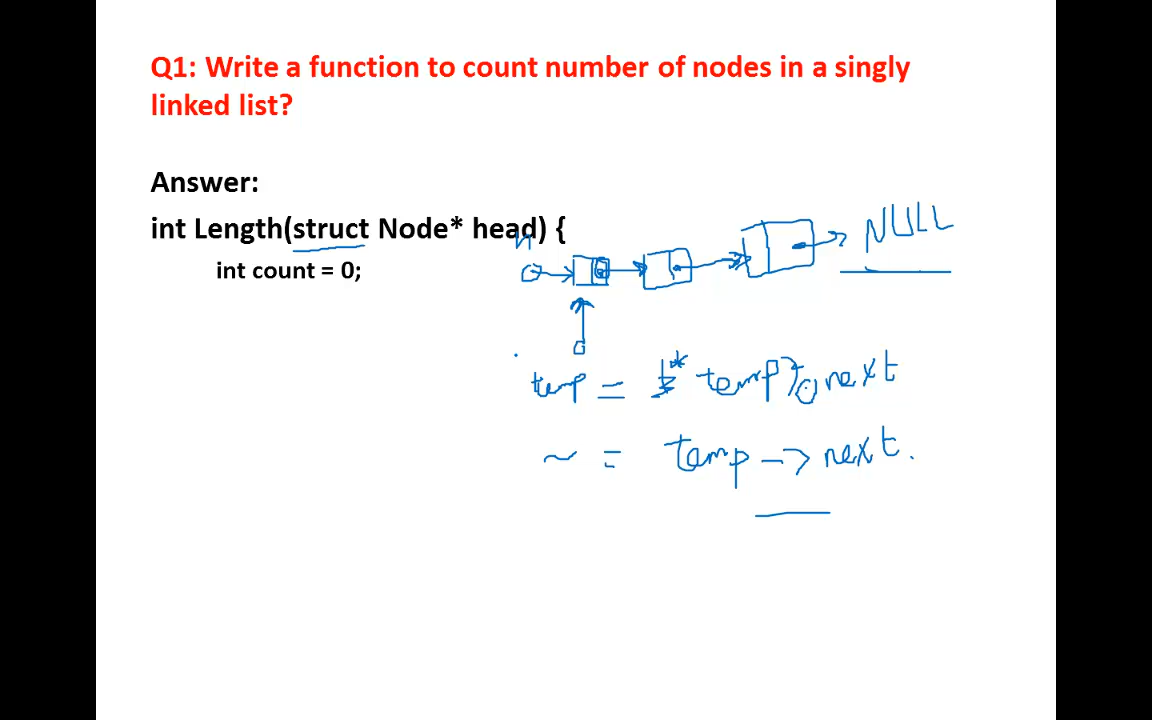 Q1: Write a function to count number of nodes in a singly
linked list?
Answer:
int Length(struct Node* head) {
int count = 0;
NULL
temp = * temp).next
~ = temp -> next.